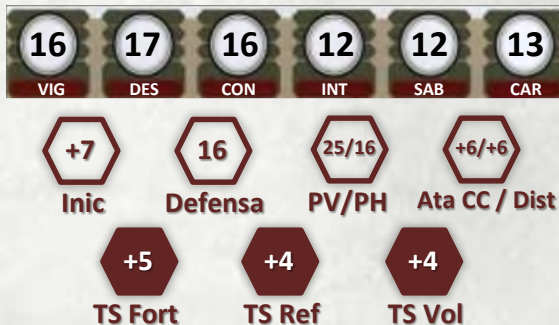 16 17 16 12 12 13
VIG DES CON INT SAB CAR
+7 16 25/16 +6/+6
Inic Defensa PV/PH Ata CC / Dist
+5 +4 +4
TS Fort TS Ref TS Vol